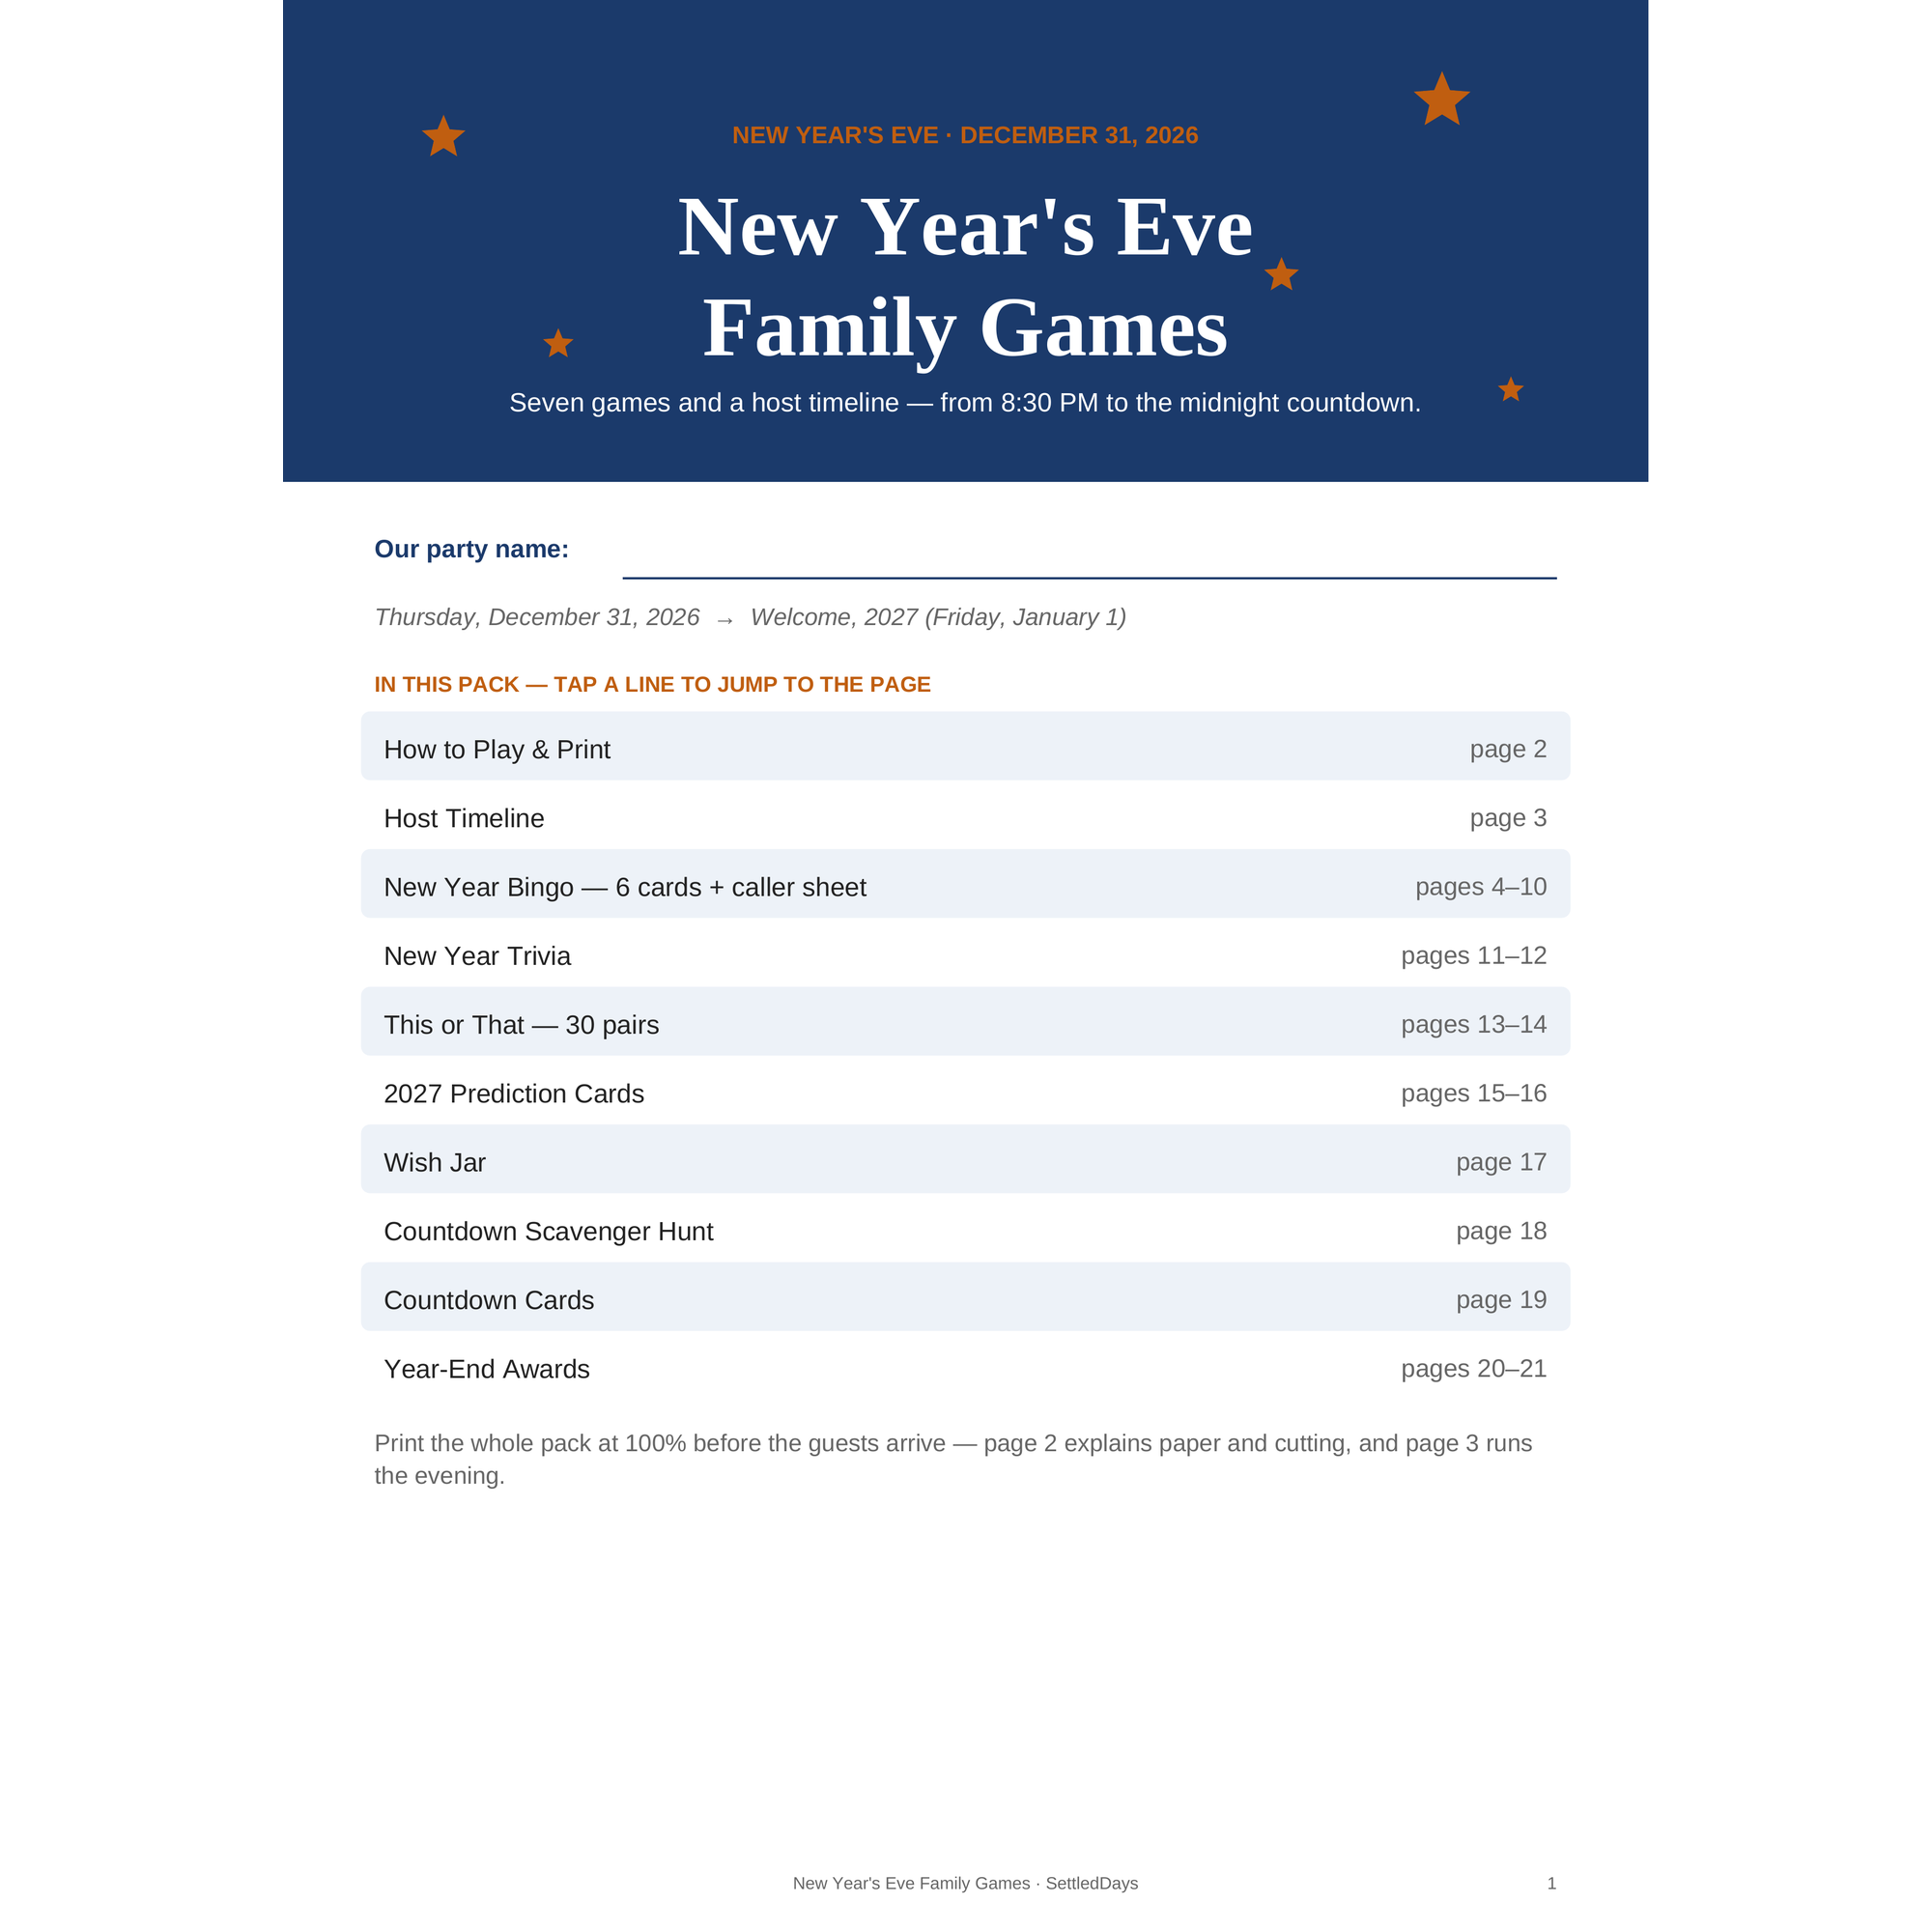 NEW YEAR'S EVE · DECEMBER 31, 2026
New Year's Eve
Family Games
Seven games and a host timeline — from 8:30 PM to the midnight countdown.
Our party name:
Thursday, December 31, 2026 → Welcome, 2027 (Friday, January 1)
IN THIS PACK — TAP A LINE TO JUMP TO THE PAGE
How to Play & Print page 2
Host Timeline page 3
New Year Bingo — 6 cards + caller sheet pages 4–10
New Year Trivia pages 11–12
This or That — 30 pairs pages 13–14
2027 Prediction Cards pages 15–16
Wish Jar page 17
Countdown Scavenger Hunt page 18
Countdown Cards page 19
Year-End Awards pages 20–21
Print the whole pack at 100% before the guests arrive — page 2 explains paper and cutting, and page 3 runs
the evening.
New Year's Eve Family Games · SettledDays 1